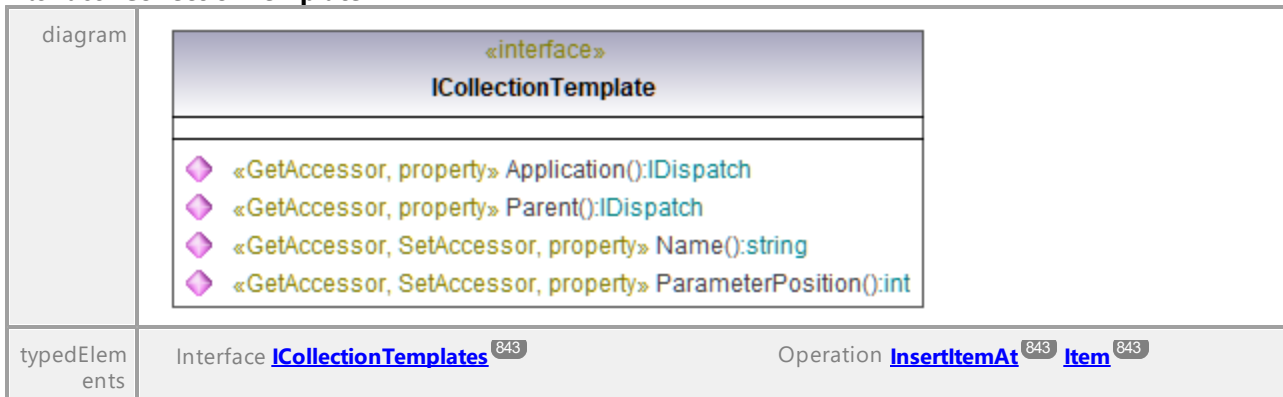 diagram
«interface»
ICollectionTemplate
«GetAccessor, property» Application():IDispatch
«GetAccessor, property» Parent():IDispatch
«GetAccessor, SetAccessor, property» Name():string
«GetAccessor, SetAccessor, property» ParameterPosition():int
typedElem
ents
Interface ICollectionTemplates 843 Operation InsertItemAt 843 Item 843